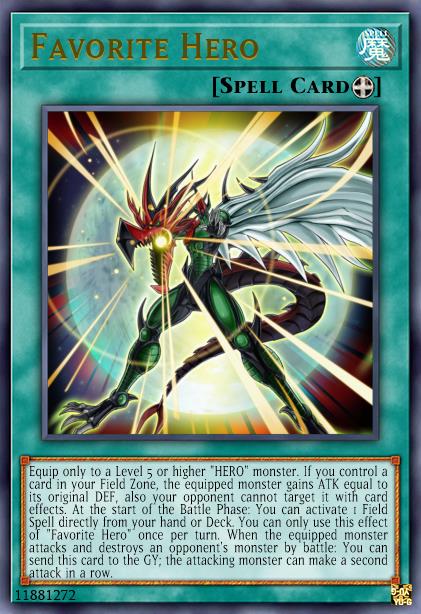 FAVORITE HERO
SPELL
魔
[SPELL CARD]
Equip only to a Level 5 or higher "HERO" monster. If you control
a card in your Field Zone, the equipped monster gains ATK equal to
its original DEF, also your opponent cannot target it with card
effects. At the start of the Battle Phase: You can activate 1 Field
Spell directly from your hand or Deck. You can only use this effect
of "Favorite Hero" once per turn. When the equipped monster
attacks and destroys an opponent's monster by battle: You can
send this card to the GY; the attacking monster can make a second
attack in a row.
11881272